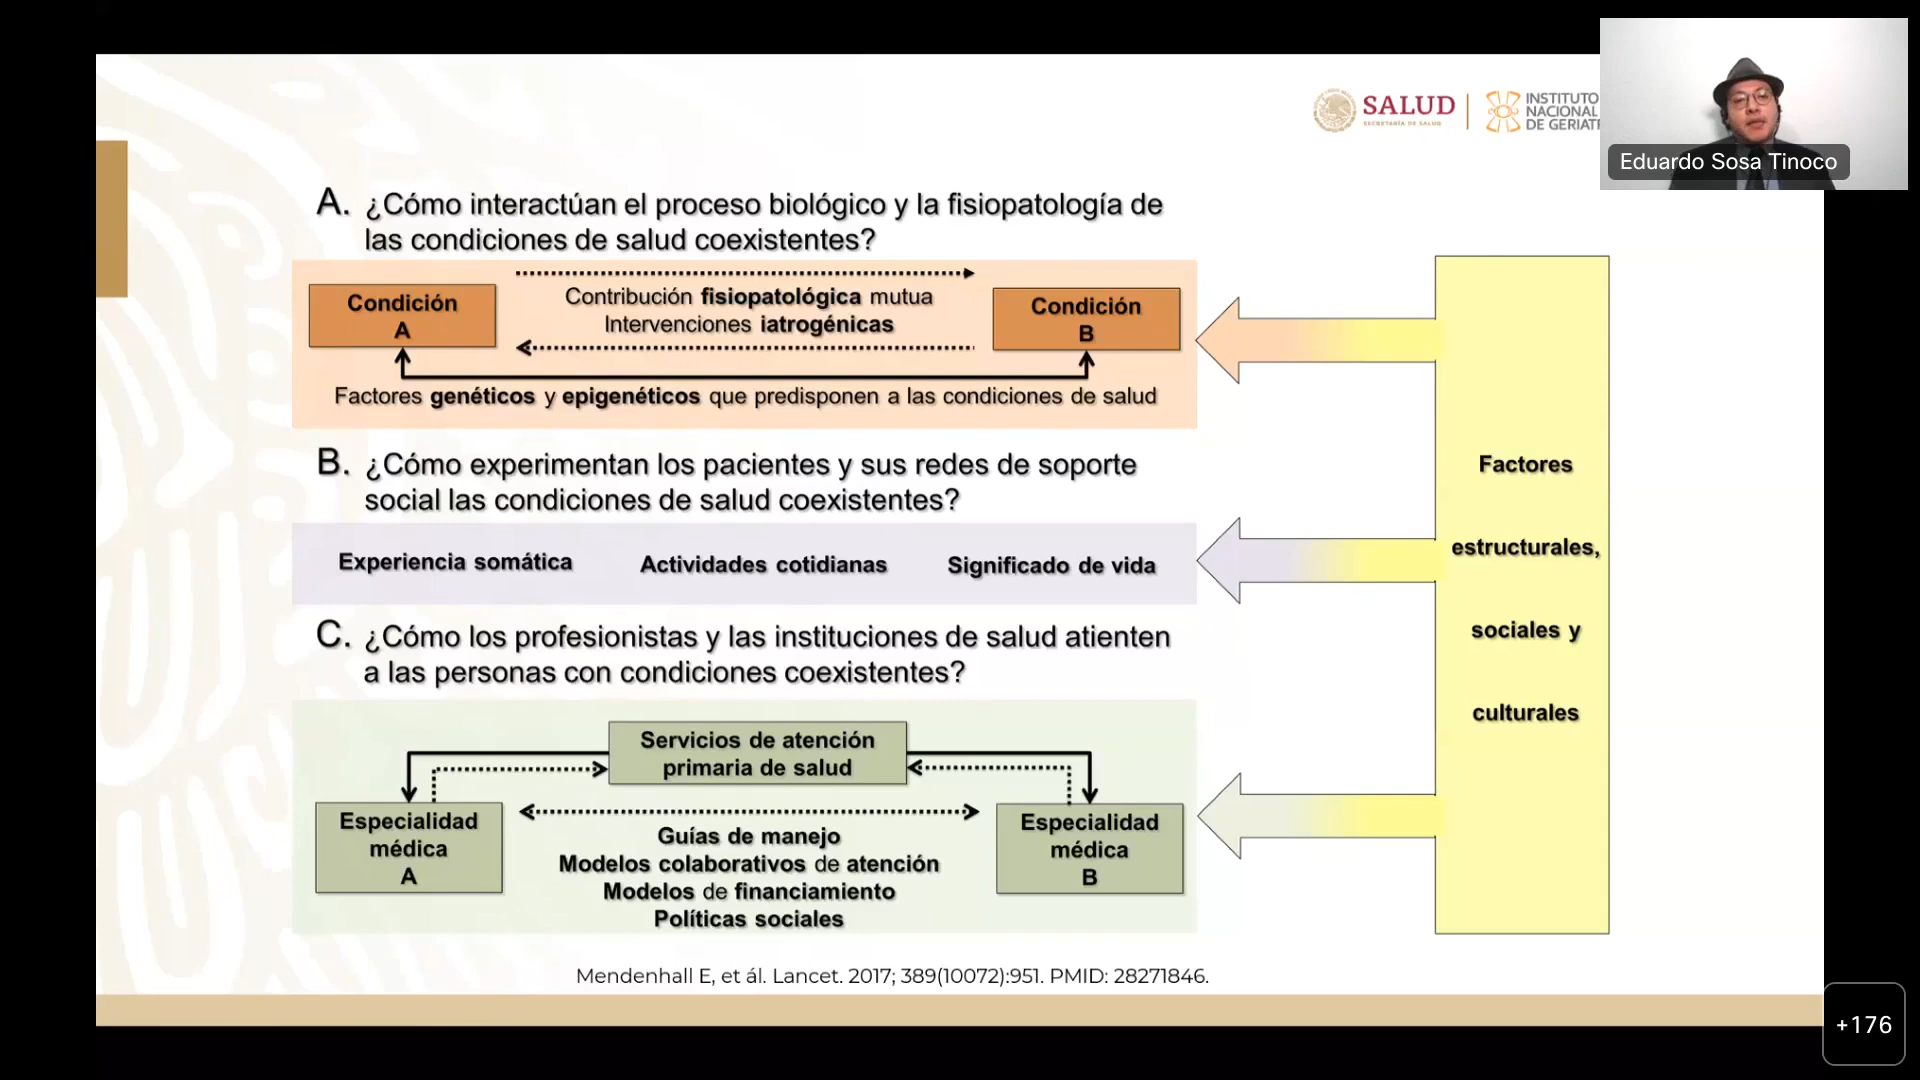 SALUD
SECRETARÍA DE SALUD
INSTITUTO
NACIONAL
DE GERIAT
Eduardo Sosa Tinoco
A. ¿Cómo interactúan el proceso biológico y la fisiopatología de
las condiciones de salud coexistentes?
Condición
A
Contribución fisiopatológica mutua
Intervenciones iatrogénicas
Condición
B
Factores genéticos y epigenéticos que predisponen a las condiciones de salud
B. ¿Cómo experimentan los pacientes y sus redes de soporte
social las condiciones de salud coexistentes?
Experiencia somática
Actividades cotidianas
Significado de vida
C. ¿Cómo los profesionistas y las instituciones de salud atienten
a las personas con condiciones coexistentes?
Servicios de atención
primaria de salud
Especialidad
médica
A
Guías de manejo
Modelos colaborativos de atención
Modelos de financiamiento
Políticas sociales
Especialidad
médica
B
Factores
estructurales,
sociales y
culturales
Mendenhall E, et ál. Lancet. 2017; 389(10072):951. PMID: 28271846.
+176